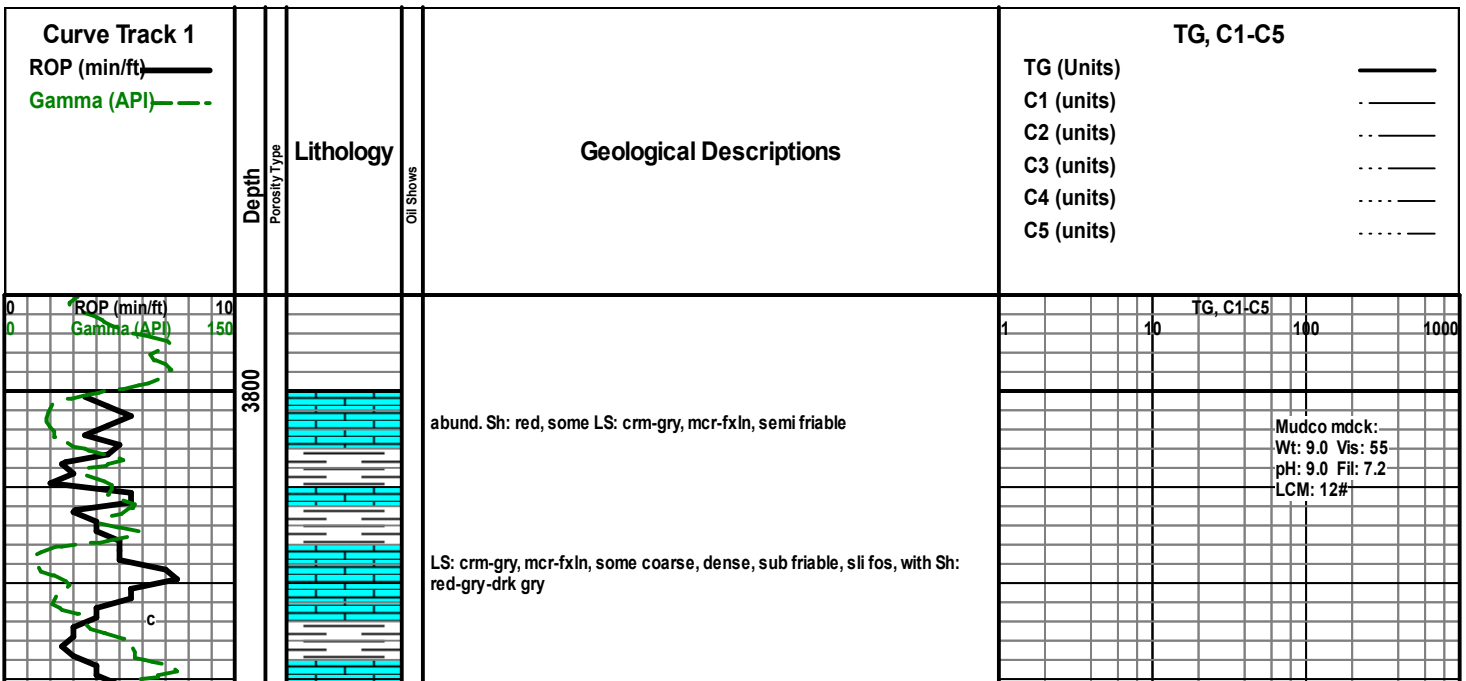 Curve Track 1
ROP (min/ft)
Gamma (API)
Depth
Porosity Type
Lithology
Oil Shows
Geological Descriptions
TG, C1-C5
TG (Units)
C1 (units)
C2 (units)
C3 (units)
C4 (units)
C5 (units)
0 ROP (min/ft) 10
0 Gamma (API) 150
TG, C1-C5
1 10 100 1000
3800
abund. Sh: red, some LS: crm-gry, mcr-fxln, semi friable
Mudco mdck:
Wt: 9.0 Vis: 55
pH: 9.0 Fil: 7.2
LCM: 12#
LS: crm-gry, mcr-fxln, some coarse, dense, sub friable, sli fos, with Sh:
red-gry-drk gry
C